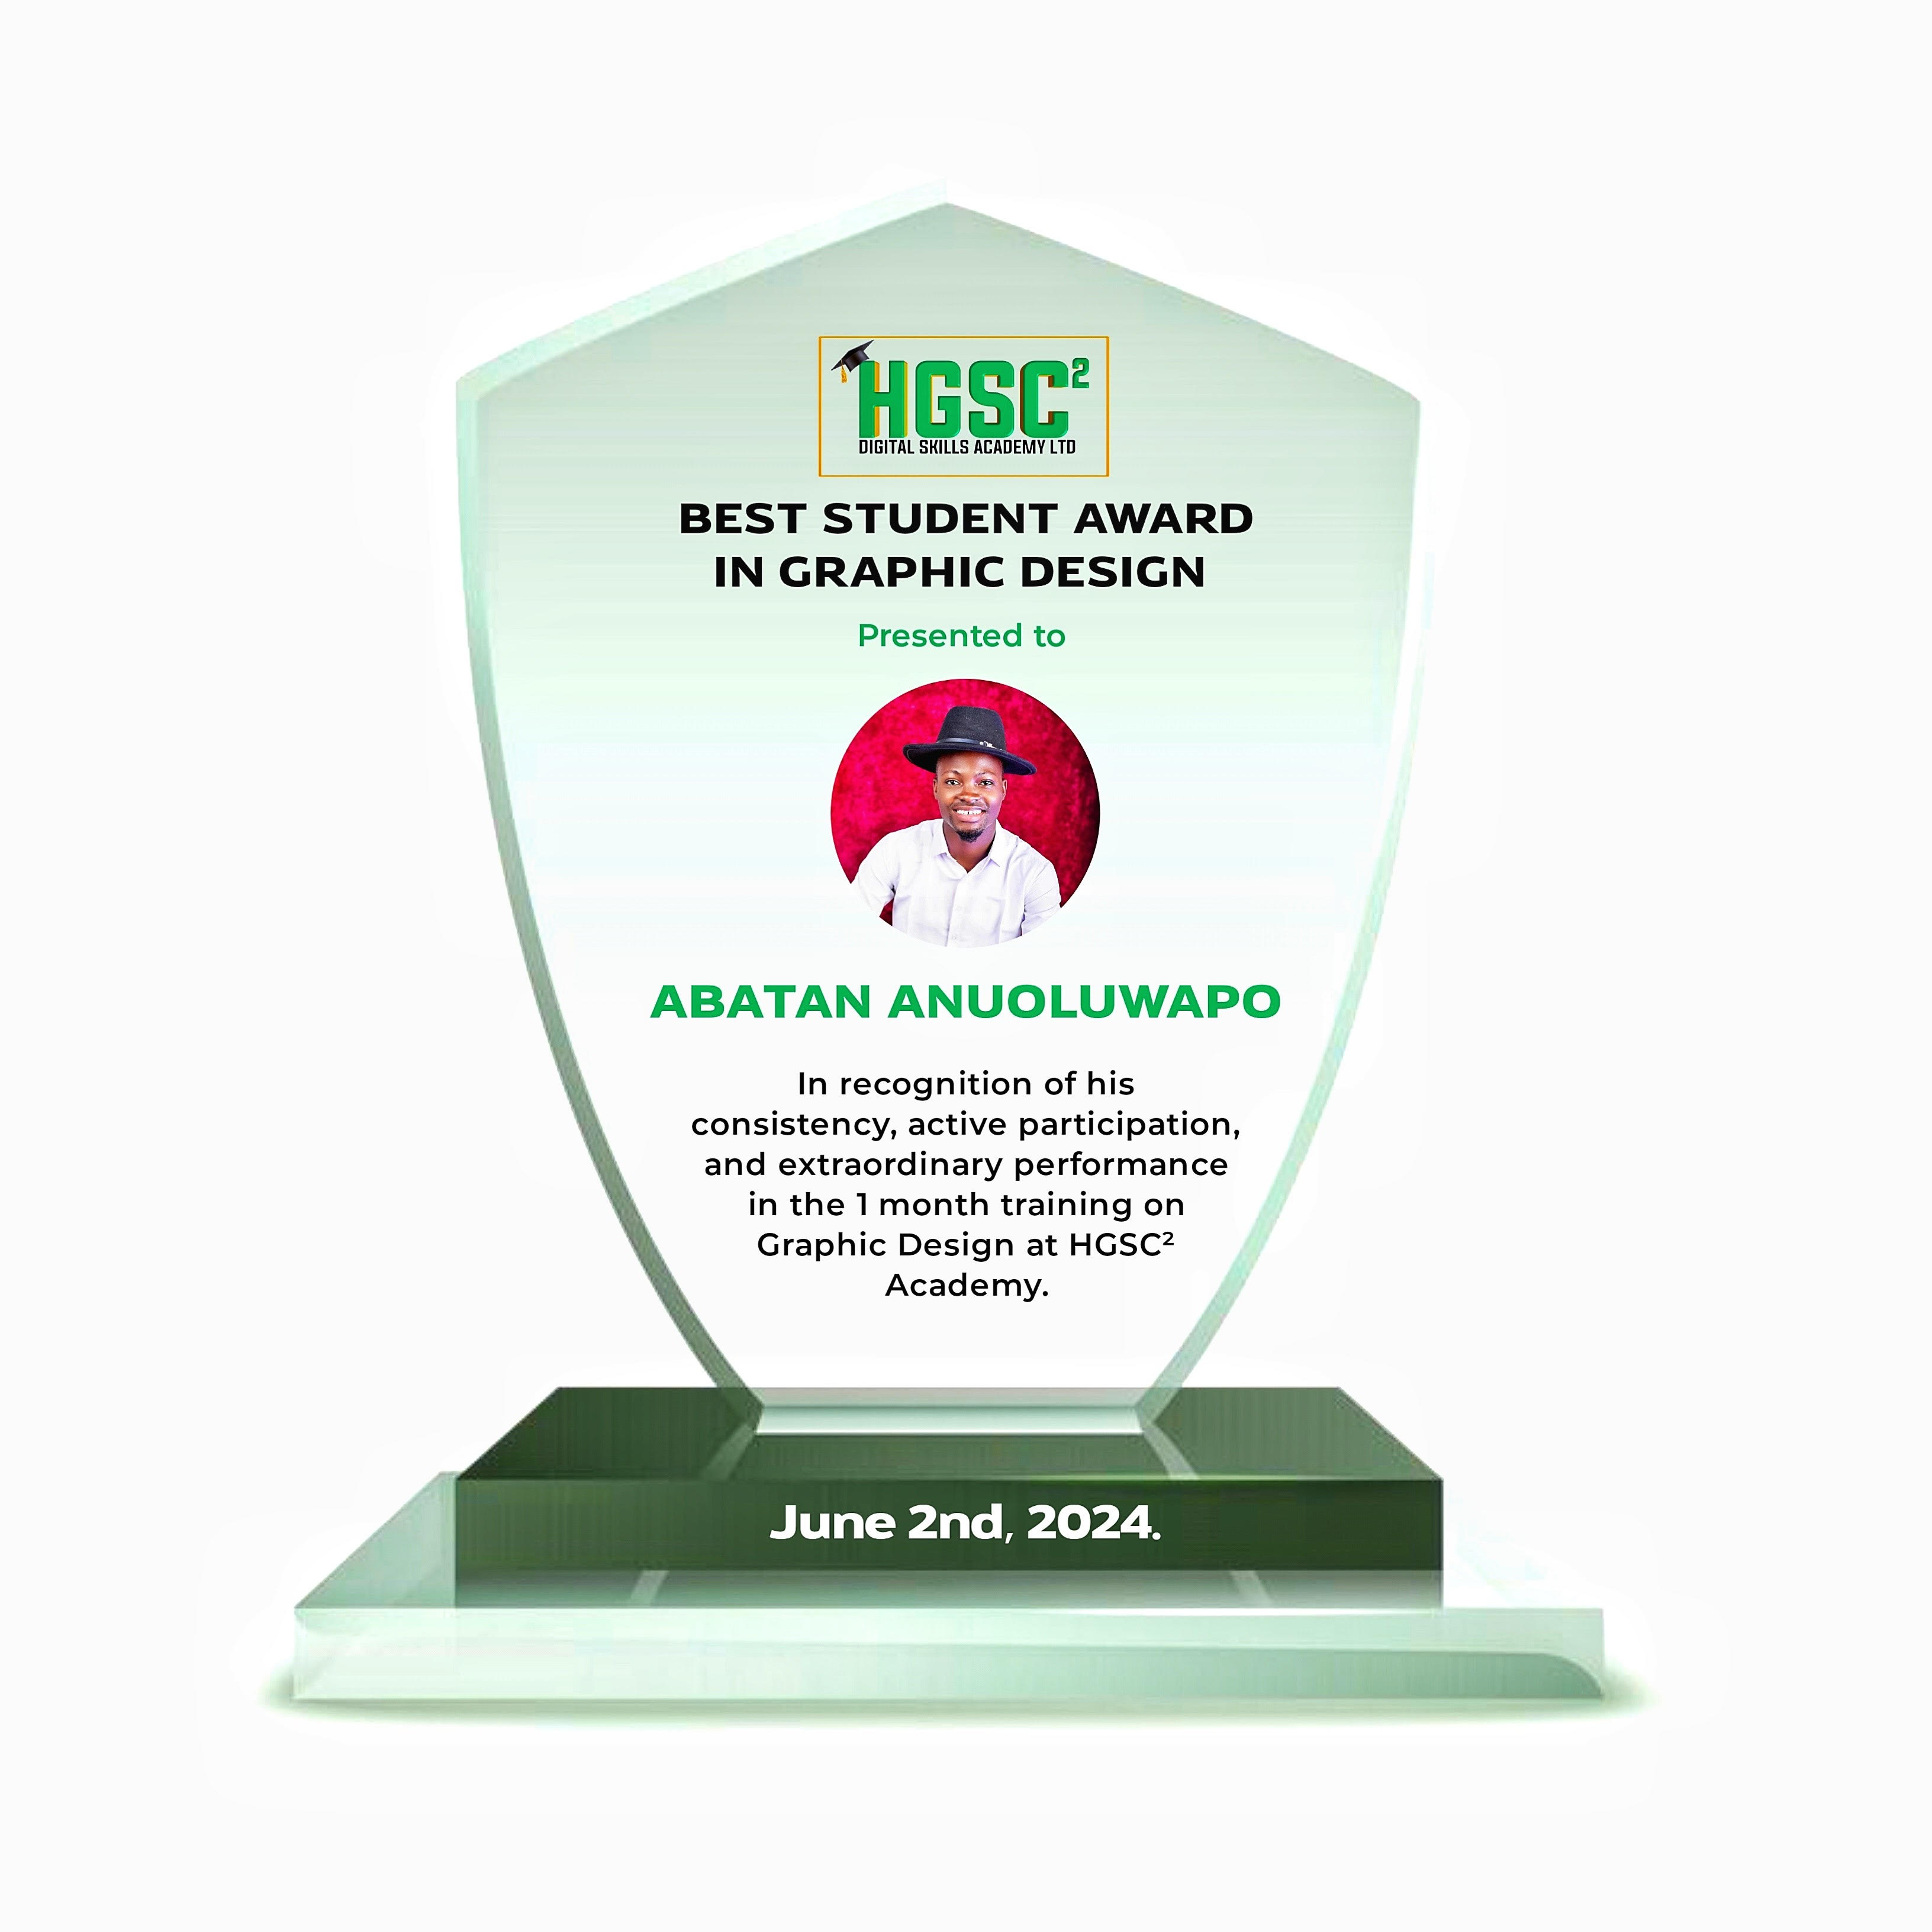 HGSC²
DIGITAL SKILLS ACADEMY LTD
BEST STUDENT AWARD
IN GRAPHIC DESIGN
Presented to
ABATAN ANUOLUWAPO
In recognition of his
consistency, active participation,
and extraordinary performance
in the 1 month training on
Graphic Design at HGSC²
Academy.
June 2nd, 2024.